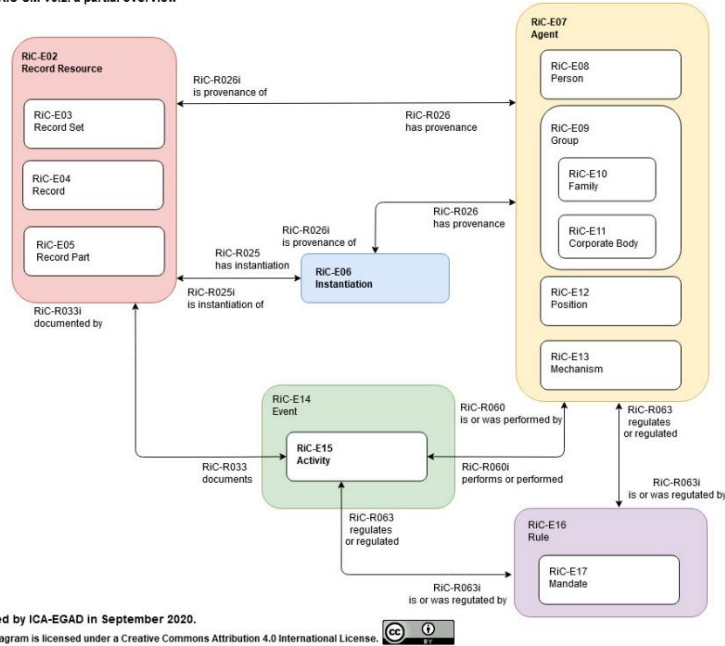 RiC-CM v0.2: a partial overview
RiC-E02
Record Resource
RiC-E03
Record Set
RiC-E04
Record
RiC-E05
Record Part
RiC-R026i
is provenance of
RiC-R026
has provenance
RiC-E07
Agent
RiC-E08
Person
RiC-E09
Group
RiC-E10
Family
RiC-E11
Corporate Body
RiC-E12
Position
RiC-E13
Mechanism
RiC-R026
has provenance
RiC-R026i
is provenance of
RiC-R025
has instantiation
RiC-R025i
is instantiation of
RiC-E06
Instantiation
RiC-R033i
documented by
RiC-R033
documents
RiC-E14
Event
RiC-E15
Activity
RiC-R060
is or was performed by
RiC-R060i
performs or performed
RiC-R063
regulates
or regulated
RiC-R063i
is or was regutated by
RiC-R063
regulates
or regulated
RiC-R063i
is or was regutated by
RiC-E16
Rule
RiC-E17
Mandate
ed by ICA-EGAD in September 2020.
agram is licensed under a Creative Commons Attribution 4.0 International License.
cc
BY